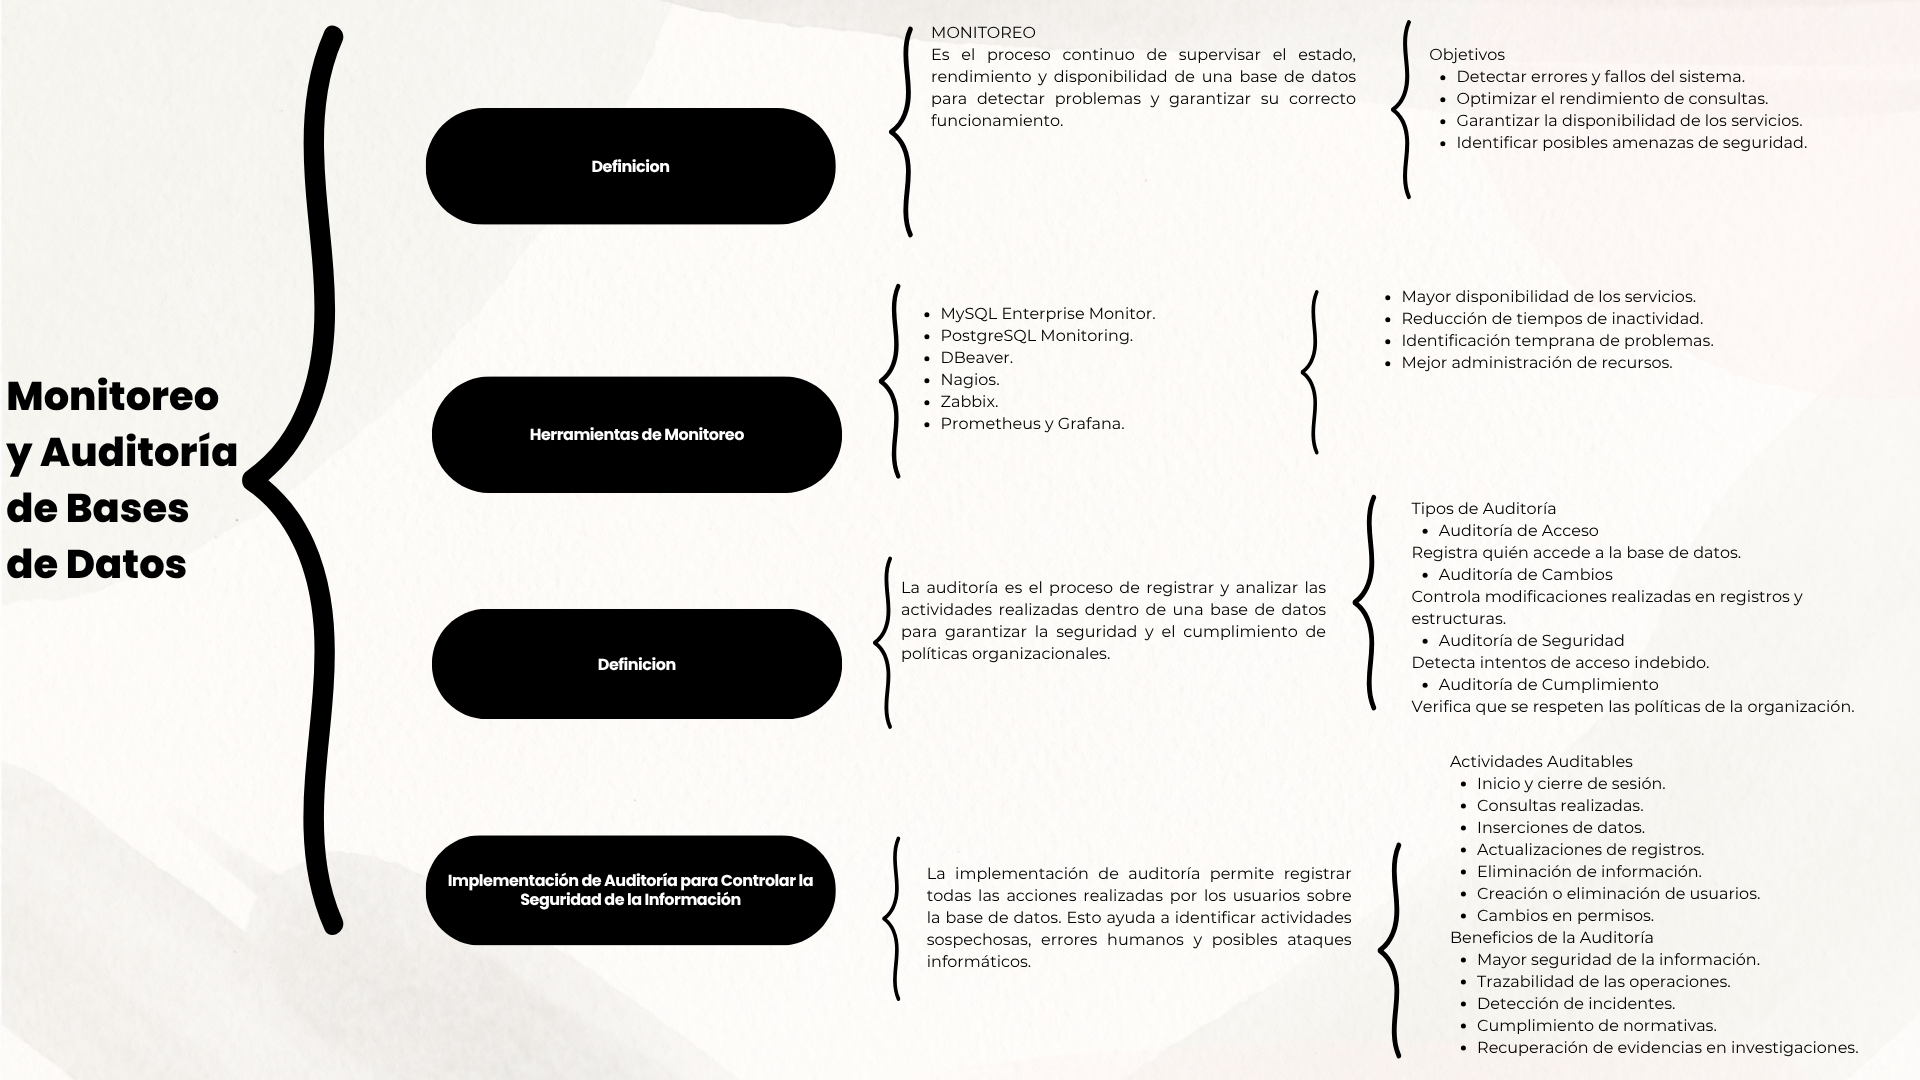 Monitoreo
y Auditoría
de Bases
de Datos
Definicion
MONITOREO
Es el proceso continuo de supervisar el estado,
rendimiento y disponibilidad de una base de datos
para detectar problemas y garantizar su correcto
funcionamiento.
Objetivos
Detectar errores y fallos del sistema.
Optimizar el rendimiento de consultas.
Garantizar la disponibilidad de los servicios.
Identificar posibles amenazas de seguridad.
Herramientas de Monitoreo
MySQL Enterprise Monitor.
PostgreSQL Monitoring.
DBeaver.
Nagios.
Zabbix.
Prometheus y Grafana.
Mayor disponibilidad de los servicios.
Reducción de tiempos de inactividad.
Identificación temprana de problemas.
Mejor administración de recursos.
Definicion
La auditoría es el proceso de registrar y analizar las
actividades realizadas dentro de una base de datos
para garantizar la seguridad y el cumplimiento de
políticas organizacionales.
Tipos de Auditoría
Auditoría de Acceso
Registra quién accede a la base de datos.
Auditoría de Cambios
Controla modificaciones realizadas en registros y
estructuras.
Auditoría de Seguridad
Detecta intentos de acceso indebido.
Auditoría de Cumplimiento
Verifica que se respeten las políticas de la organización.
Implementación de Auditoría para Controlar la
Seguridad de la Información
La implementación de auditoría permite registrar
todas las acciones realizadas por los usuarios sobre
la base de datos. Esto ayuda a identificar actividades
sospechosas, errores humanos y posibles ataques
informáticos.
Actividades Auditables
Inicio y cierre de sesión.
Consultas realizadas.
Inserciones de datos.
Actualizaciones de registros.
Eliminación de información.
Creación o eliminación de usuarios.
Cambios en permisos.
Beneficios de la Auditoría
Mayor seguridad de la información.
Trazabilidad de las operaciones.
Detección de incidentes.
Cumplimiento de normativas.
Recuperación de evidencias en investigaciones.